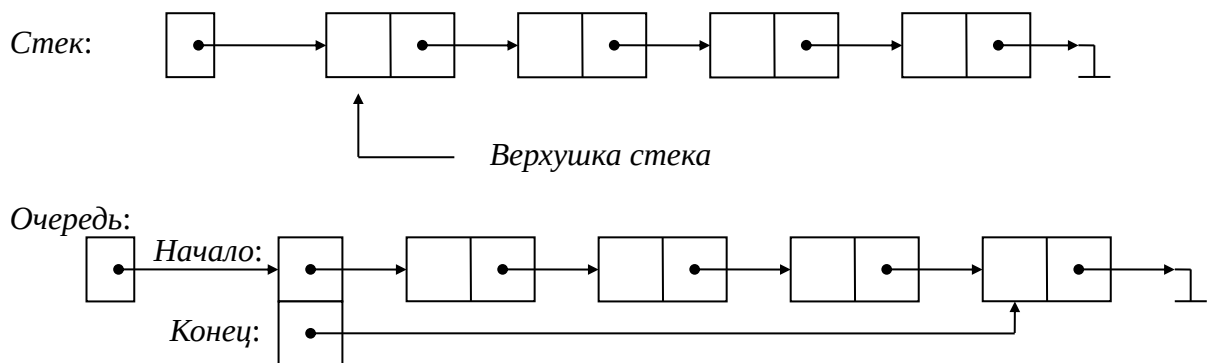 Стек:
Верхушка стека
Очередь:
Начало:
Конец: